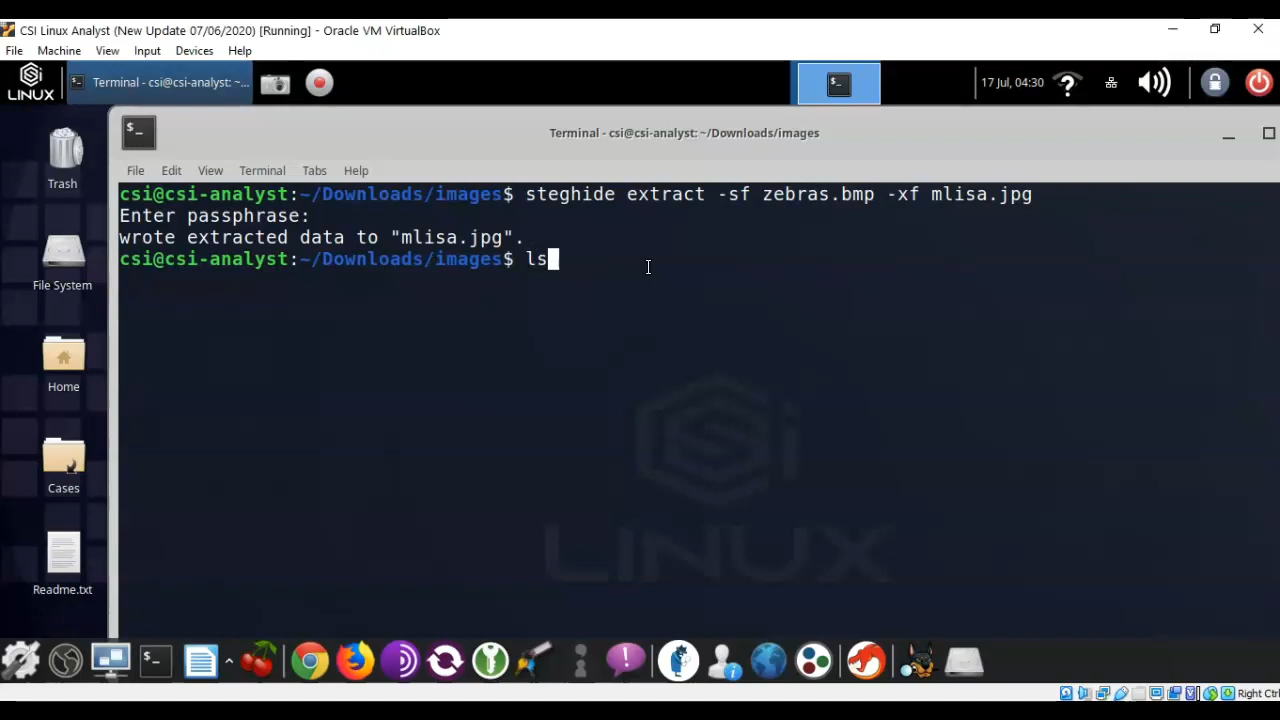 CSI Linux Analyst (New Update 07/06/2020) [Running] - Oracle VM VirtualBox
File Machine View Input Devices Help
LINUX
Terminal - csi@csi-analyst: ~...
17 Jul, 04:30
Terminal - csi@csi-analyst: ~/Downloads/images
File Edit View Terminal Tabs Help
csi@csi-analyst:~/Downloads/images$ steghide extract -sf zebras.bmp -xf mlisa.jpg
Enter passphrase:
wrote extracted data to "mlisa.jpg".
csi@csi-analyst:~/Downloads/images$ ls
Trash
File System
Home
Cases
Readme.txt
LINUX
Right Ctrl